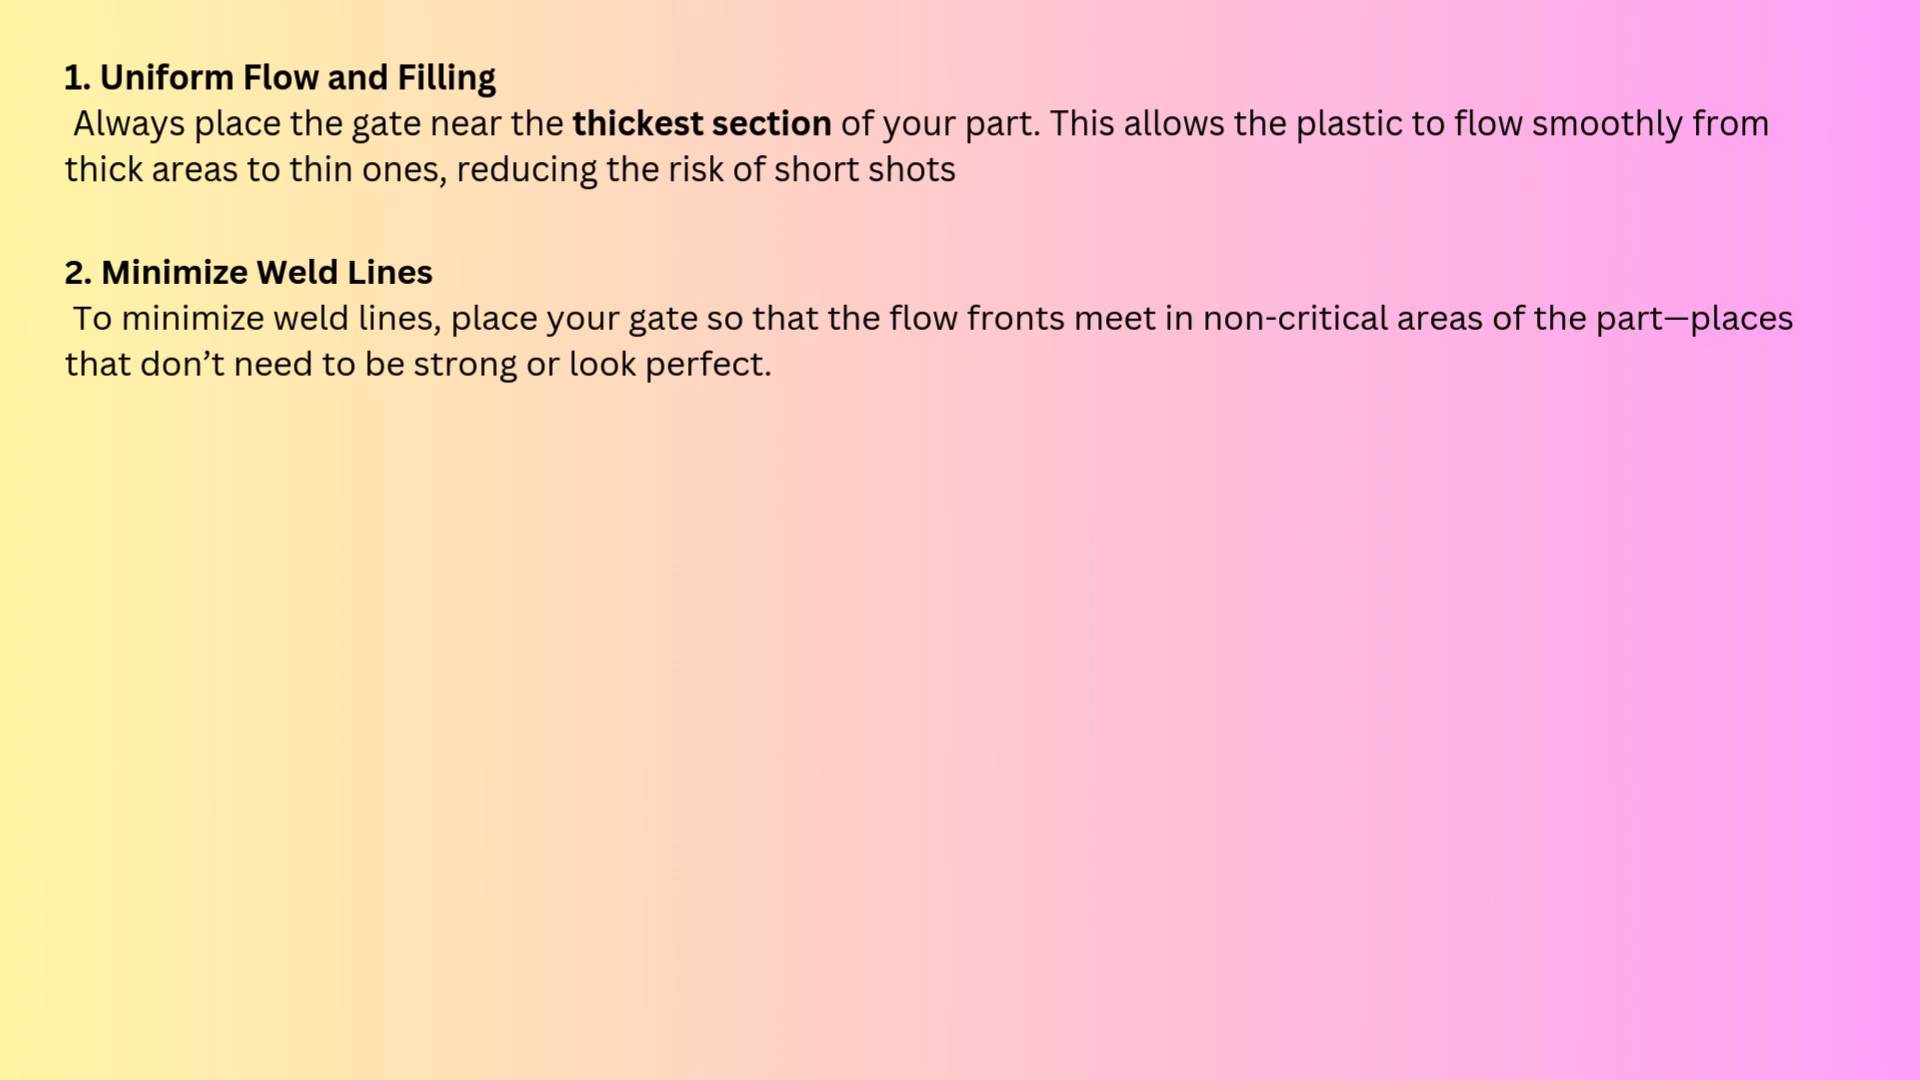 1. Uniform Flow and Filling
Always place the gate near the thickest section of your part. This allows the plastic to flow smoothly from
thick areas to thin ones, reducing the risk of short shots
2. Minimize Weld Lines
To minimize weld lines, place your gate so that the flow fronts meet in non-critical areas of the part—places
that don’t need to be strong or look perfect.